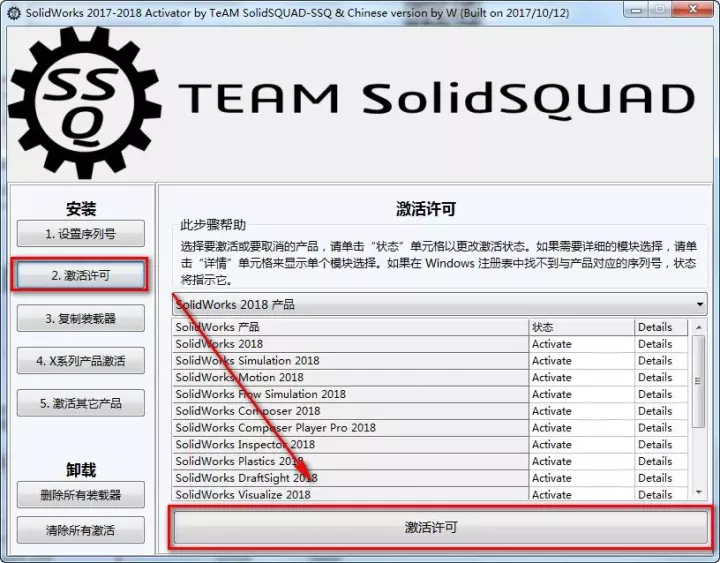 SolidWorks 2017-2018 Activator by TeAM SolidSQUAD-SSQ & Chinese version by W (Built on 2017/10/12)
SSQ
TEAM SolidSQUAD
安装
1. 设置序列号
2. 激活许可
3. 复制装载器
4. X系列产品激活
5. 激活其它产品
卸载
删除所有装载器
清除所有激活
激活许可
此步骤帮助
选择要激活或要取消的产品，请单击“状态”单元格以更改激活状态。如果需要详细的模块选择，请单
击“详情”单元格来显示单个模块选择。如果在 Windows 注册表中找不到与产品对应的序列号，状态
将指示它。
SolidWorks 2018 产品
SolidWorks 产品 状态 Details
SolidWorks 2018 Activate Details
SolidWorks Simulation 2018 Activate Details
SolidWorks Motion 2018 Activate Details
SolidWorks Flow Simulation 2018 Activate Details
SolidWorks Composer 2018 Activate Details
SolidWorks Composer Player Pro 2018 Activate Details
SolidWorks Inspector 2018 Activate Details
SolidWorks Plastics 2018 Activate Details
SolidWorks DraftSight 2018 Activate Details
SolidWorks Visualize 2018 Activate Details
激活许可